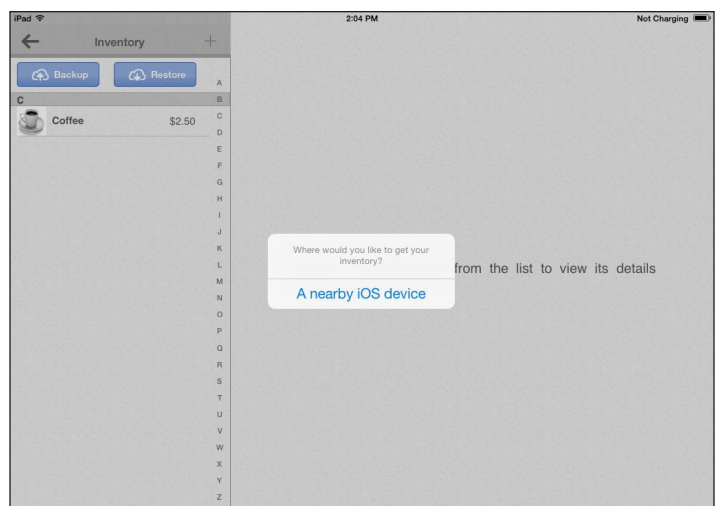 iPad 2:04 PM Not Charging
Inventory +
Backup Restore
C
Coffee $2.50
A
B
C
D
E
F
G
H
I
J
K
L
M
N
O
P
Q
R
S
T
U
V
W
X
Y
Z
Where would you like to get your
inventory?
A nearby iOS device
from the list to view its details